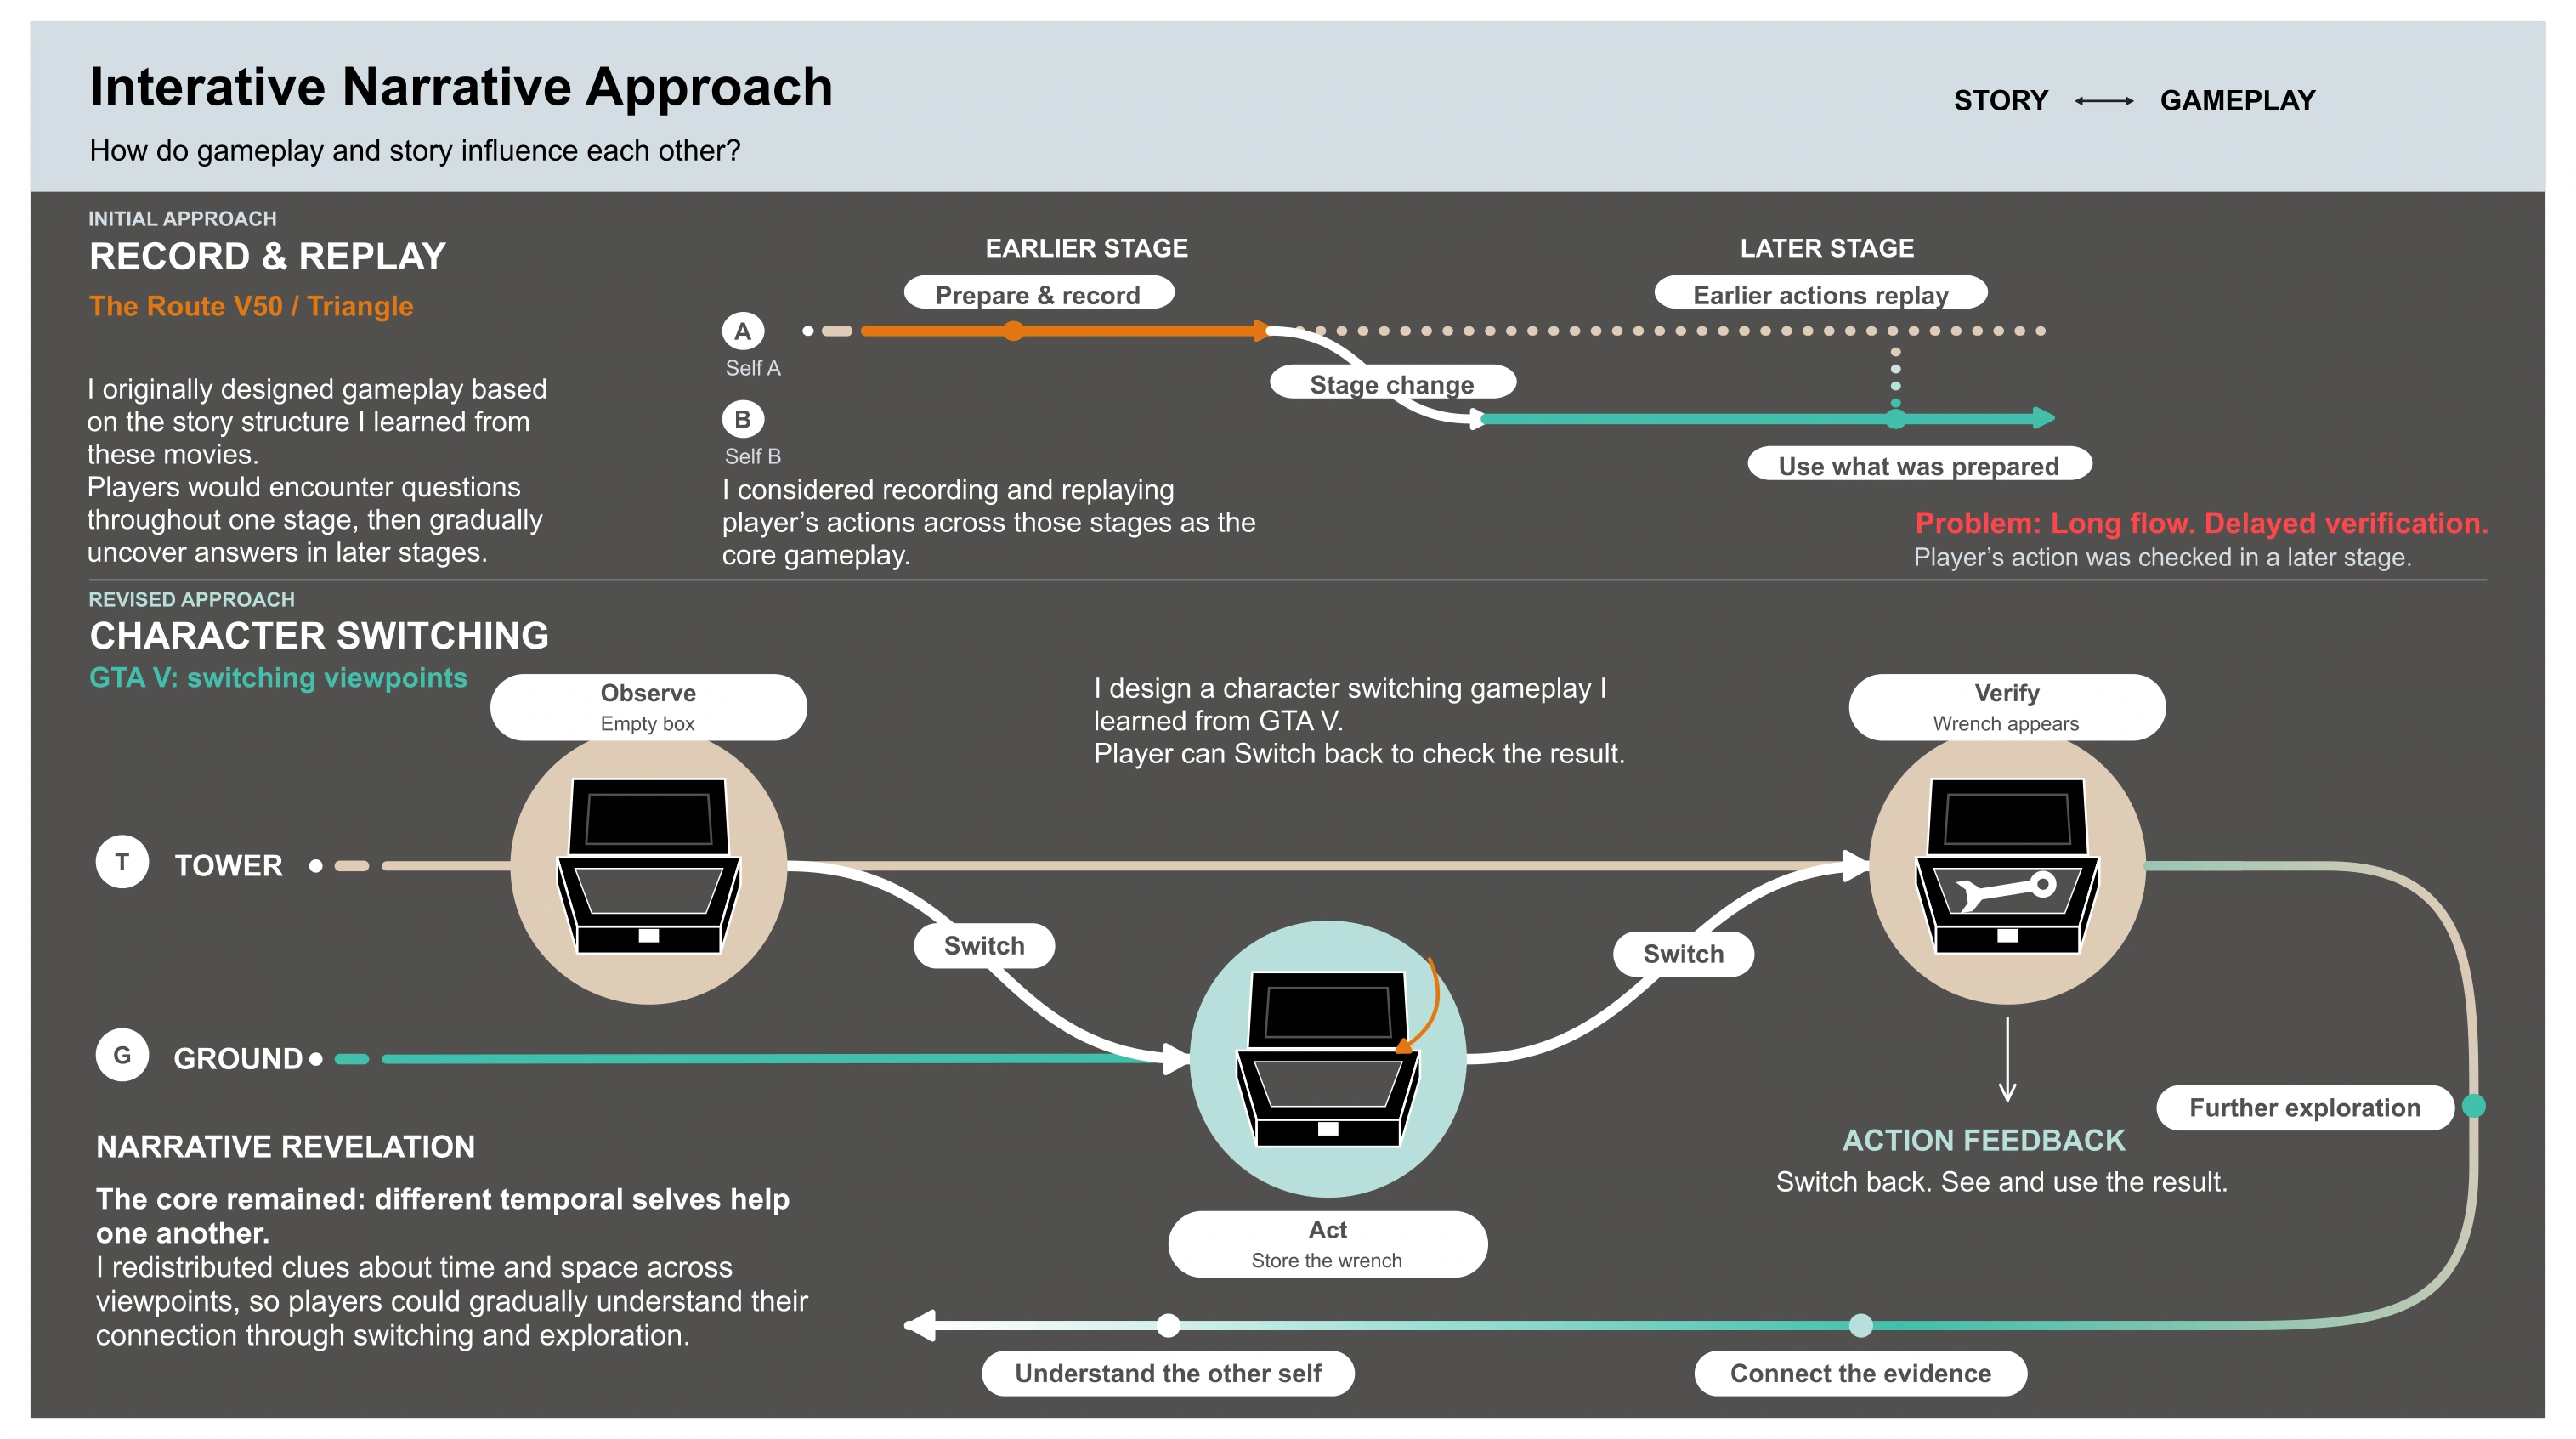 Interative Narrative Approach
How do gameplay and story influence each other?
STORY ⟷ GAMEPLAY
INITIAL APPROACH
RECORD & REPLAY
The Route V50 / Triangle
I originally designed gameplay based
on the story structure I learned from
these movies.
Players would encounter questions
throughout one stage, then gradually
uncover answers in later stages.
EARLIER STAGE
Prepare & record
LATER STAGE
Earlier actions replay
A
Self A
Stage change
B
Self B
Use what was prepared
I considered recording and replaying
player’s actions across those stages as the
core gameplay.
Problem: Long flow. Delayed verification.
Player’s action was checked in a later stage.
REVISED APPROACH
CHARACTER SWITCHING
GTA V: switching viewpoints
Observe
Empty box
I design a character switching gameplay I
learned from GTA V.
Player can Switch back to check the result.
Verify
Wrench appears
T
TOWER
Switch
Switch
G
GROUND
Act
Store the wrench
ACTION FEEDBACK
Switch back. See and use the result.
Further exploration
NARRATIVE REVELATION
The core remained: different temporal selves help
one another.
I redistributed clues about time and space across
viewpoints, so players could gradually understand their
connection through switching and exploration.
Understand the other self
Connect the evidence